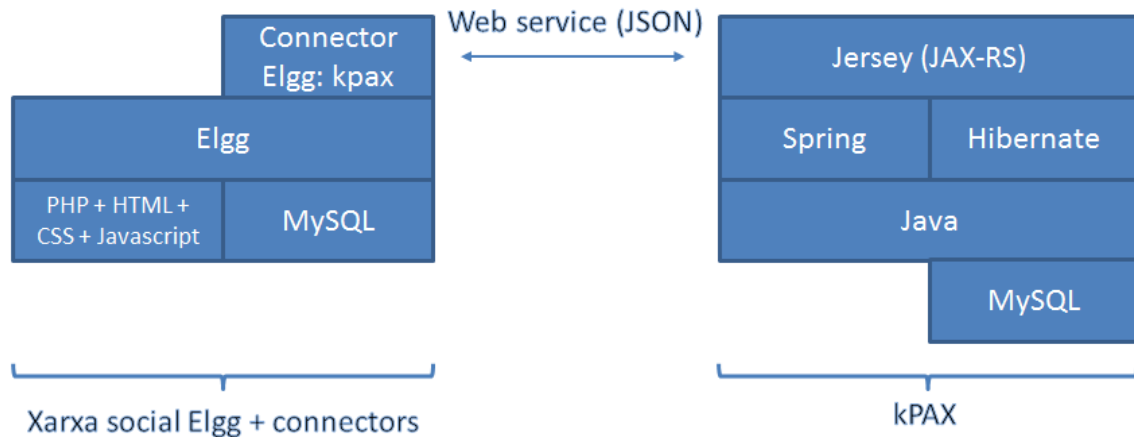 Connector
Elgg: kpax
Elgg
PHP + HTML +
CSS + Javascript
MySQL
Xarxa social Elgg + connectors
Web service (JSON)
Jersey (JAX-RS)
Spring
Hibernate
Java
MySQL
kPAX